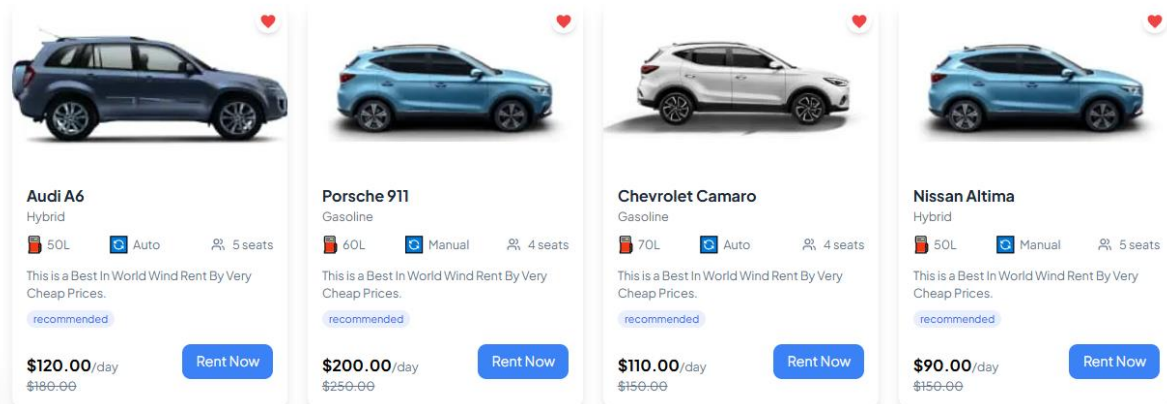 Audi A6
Hybrid
50L Auto 5 seats
This is a Best In World Wind Rent By Very
Cheap Prices.
recommended
$120.00/day
$180.00
Rent Now
Porsche 911
Gasoline
60L Manual 4 seats
This is a Best In World Wind Rent By Very
Cheap Prices.
recommended
$200.00/day
$250.00
Rent Now
Chevrolet Camaro
Gasoline
70L Auto 4 seats
This is a Best In World Wind Rent By Very
Cheap Prices.
recommended
$110.00/day
$150.00
Rent Now
Nissan Altima
Hybrid
50L Manual 5 seats
This is a Best In World Wind Rent By Very
Cheap Prices.
recommended
$90.00/day
$150.00
Rent Now